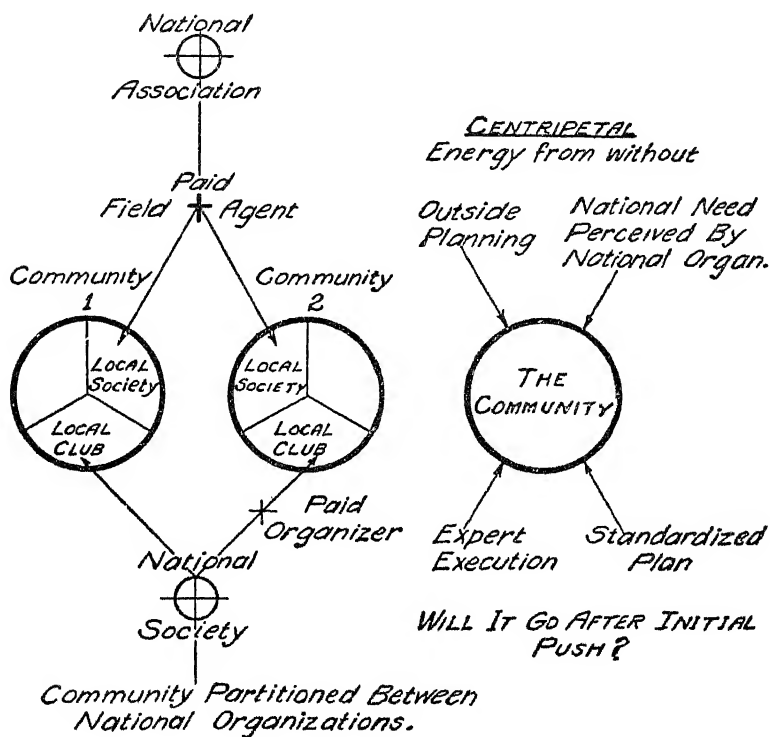 National
Association
Paid
Field Agent
Community
1
Community
2
LOCAL
SOCIETY
LOCAL
CLUB
LOCAL
SOCIETY
LOCAL
CLUB
Paid
Organizer
National
Society
Community Partitioned Between
National Organizations.
CENTRIPETAL
Energy from without
Outside
Planning
National Need
Perceived By
National Organ.
THE
COMMUNITY
Expert
Execution
Standardized
Plan
WILL IT GO AFTER INITIAL
PUSH?